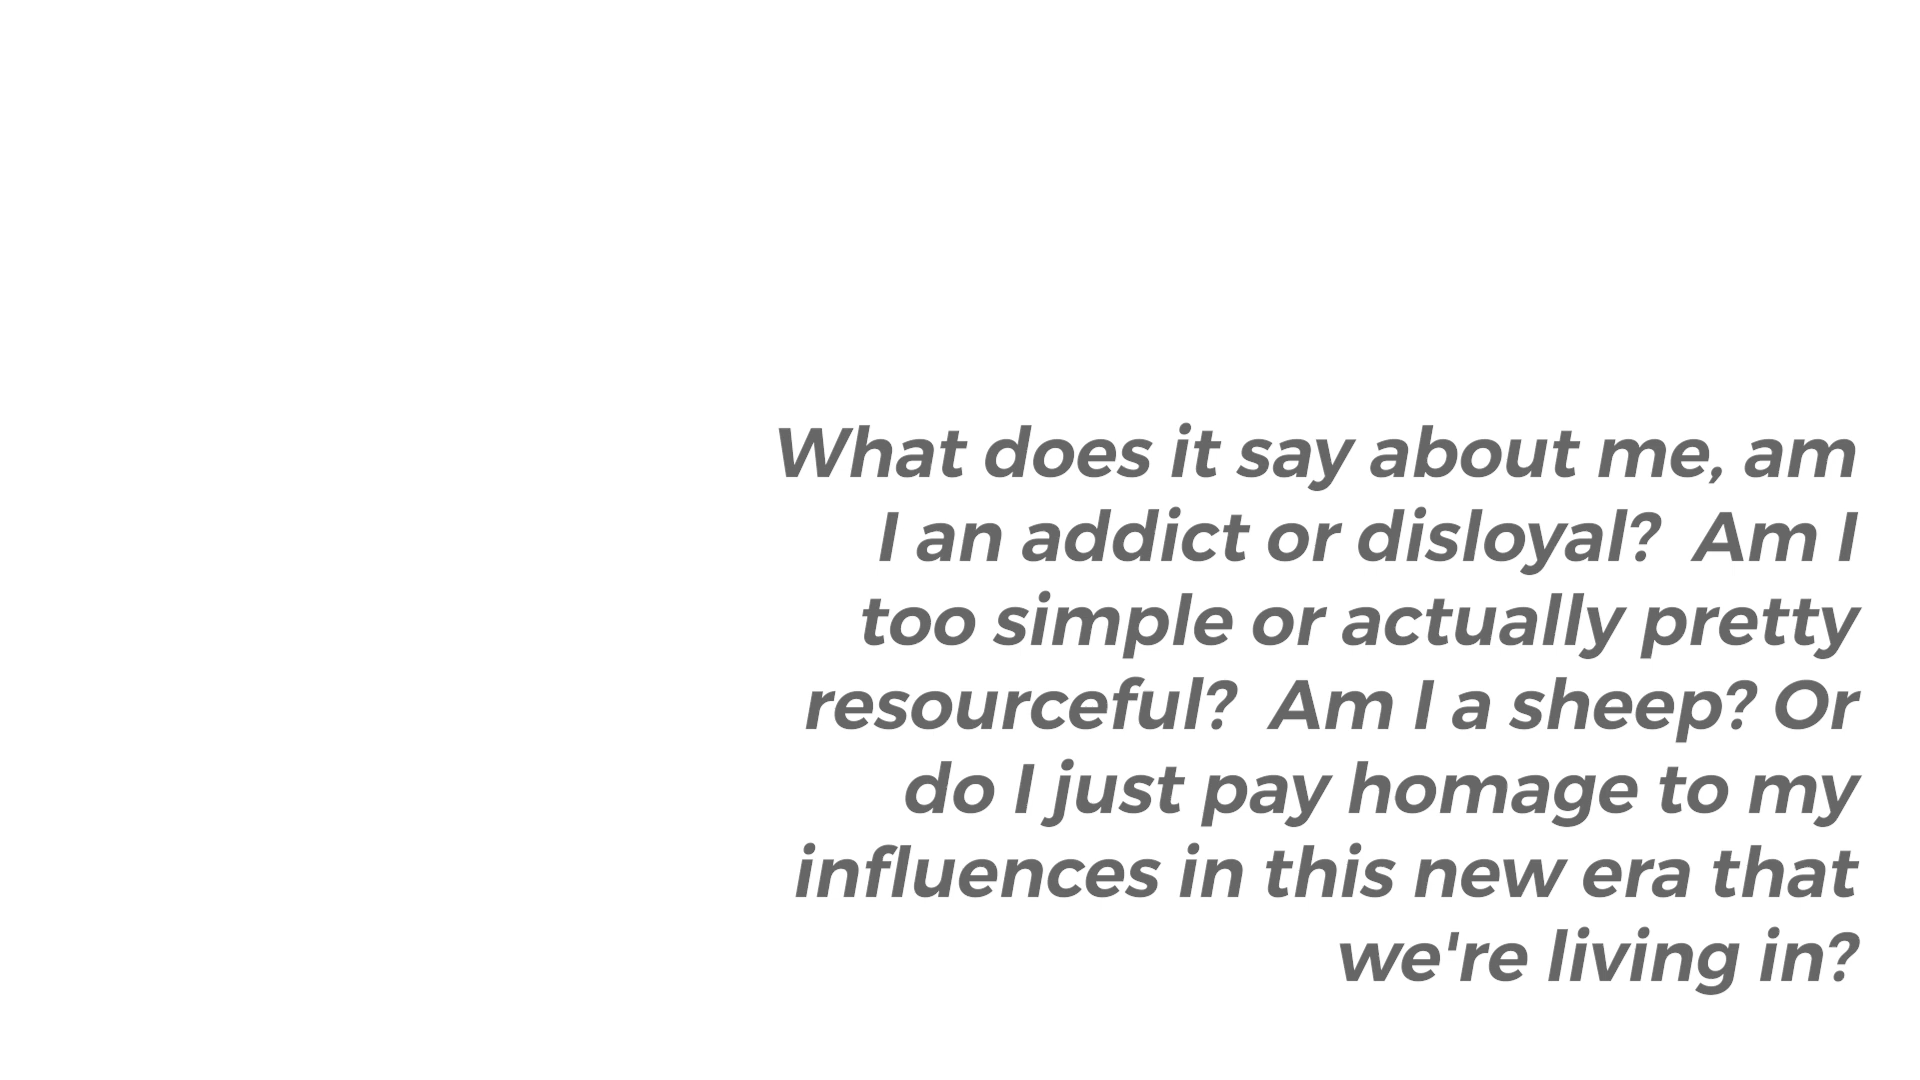 What does it say about me, am
I an addict or disloyal?  Am I
too simple or actually pretty
resourceful?  Am I a sheep? Or
do I just pay homage to my
influences in this new era that
we're living in?